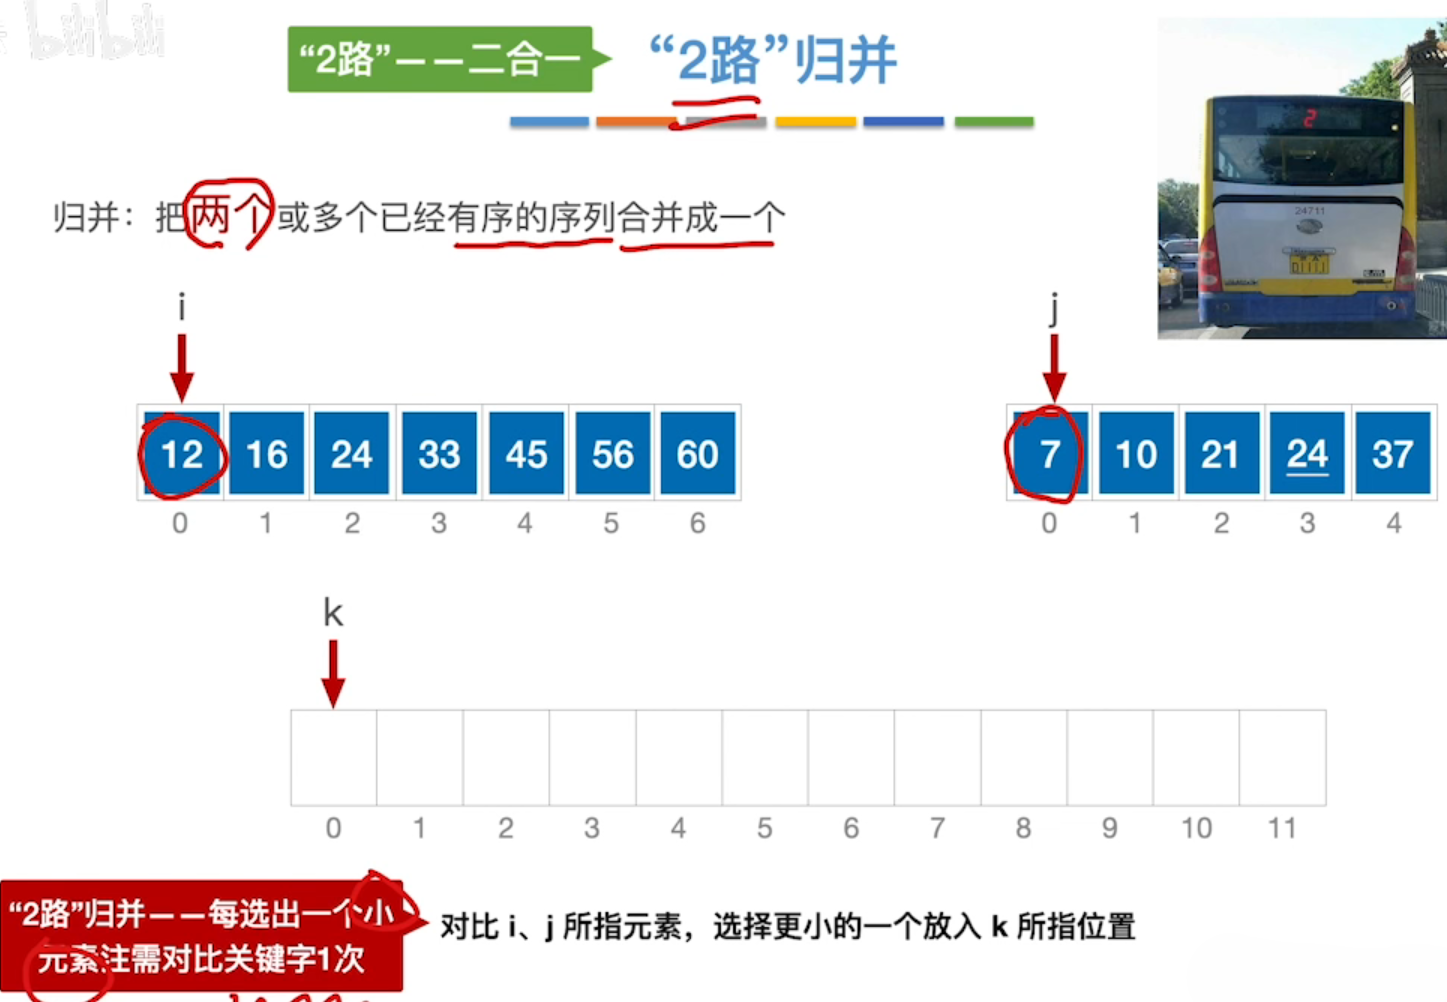 bilibili
“2路”——二合一
“2路”归并
2
24711
归并：把两个或多个已经有序的序列合并成一个
i
j
12 16 24 33 45 56 60
0 1 2 3 4 5 6
7 10 21 24 37
0 1 2 3 4
k
0 1 2 3 4 5 6 7 8 9 10 11
“2路”归并——每选出一个小
元素注需对比关键字1次
对比 i、j 所指元素，选择更小的一个放入 k 所指位置